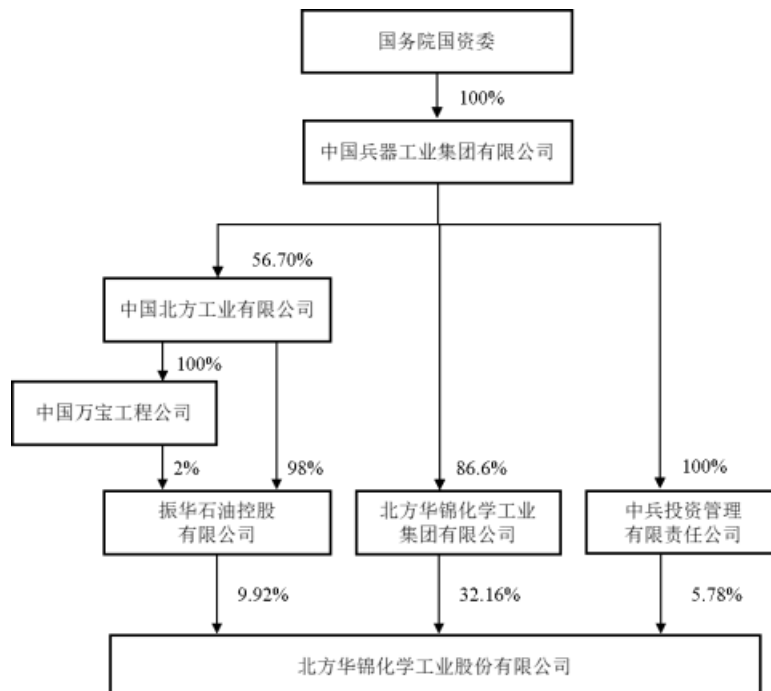 国务院国资委
100%
中国兵器工业集团有限公司
56.70%
中国北方工业有限公司
100%
中国万宝工程公司
2%
98%
86.6%
100%
振华石油控股
有限公司
北方华锦化学工业
集团有限公司
中兵投资管理
有限责任公司
9.92%
32.16%
5.78%
北方华锦化学工业股份有限公司